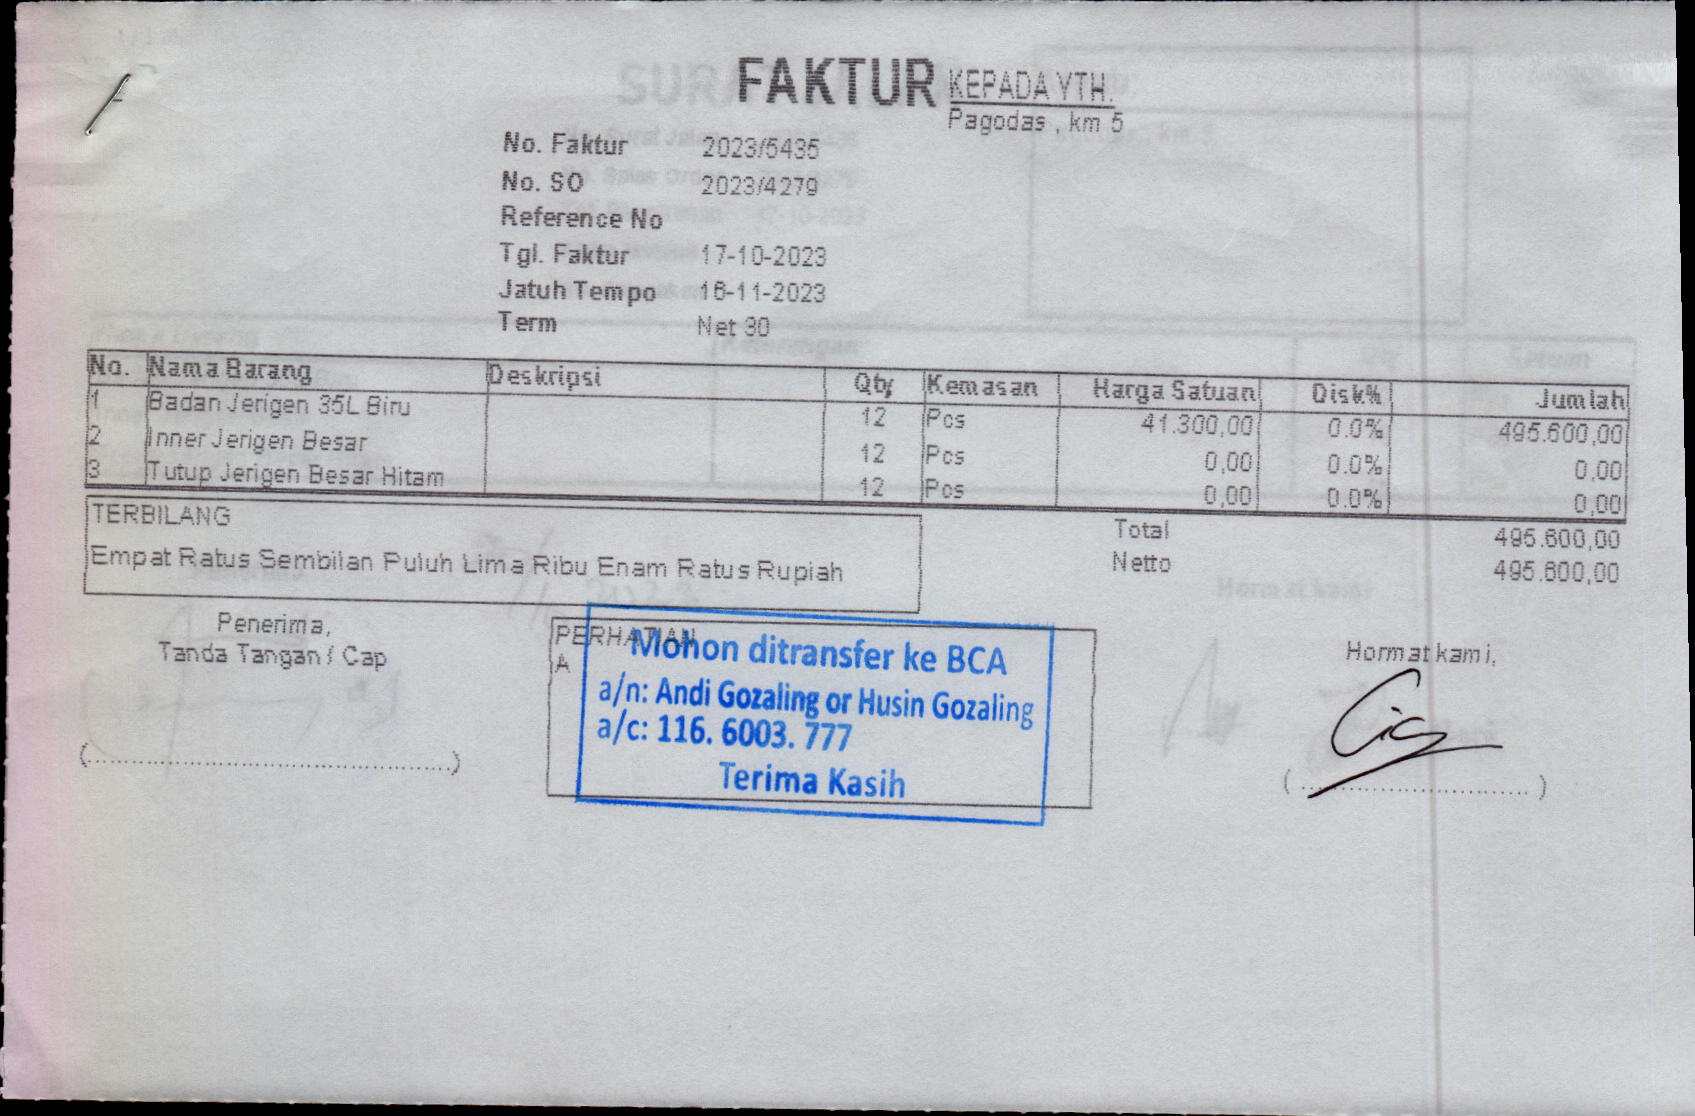 FAKTUR
KEPADA YTH.
Pagodas , km 5
No. Faktur 2023/5435
No. SO 2023/4279
Reference No
Tgl. Faktur 17-10-2023
Jatuh Tempo 16-11-2023
Term Net 30
No. Nama Barang Deskripsi Qty Kemasan Harga Satuan Disk% Jumlah
1 Badan Jerigen 35L Biru 12 Pcs 41.300,00 0.0% 495.600,00
2 Inner Jerigen Besar 12 Pcs 0,00 0.0% 0,00
3 Tutup Jerigen Besar Hitam 12 Pcs 0,00 0.0% 0,00
TERBILANG
Empat Ratus Sembilan Puluh Lima Ribu Enam Ratus Rupiah
Total 495.600,00
Netto 495.600,00
Penerima,
Tanda Tangan / Cap
(............................................)
PERHATIAN
A
Mohon ditransfer ke BCA
a/n: Andi Gozaling or Husin Gozaling
a/c: 116. 6003. 777
Terima Kasih
Hormat kami,
( ............................ )